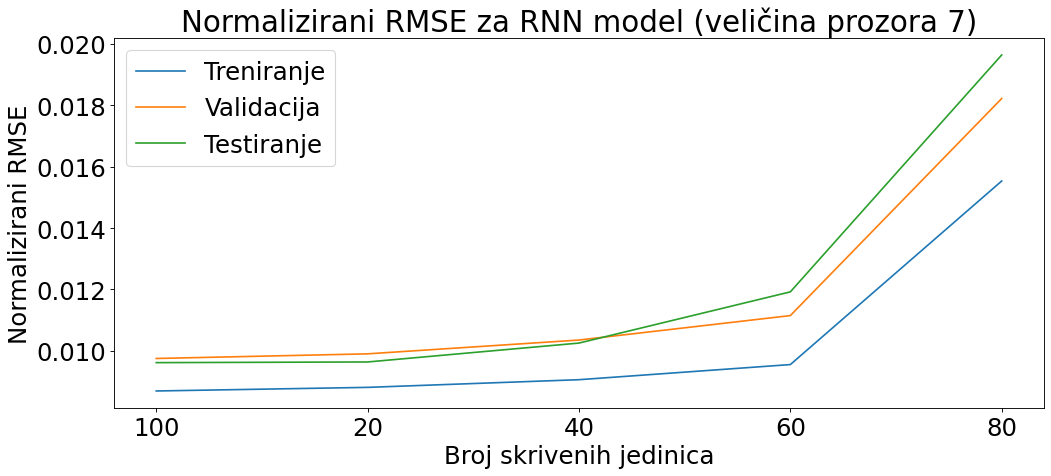 Normalizirani RMSE za RNN model (veličina prozora 7)
Normalizirani RMSE
0.020
0.018
0.016
0.014
0.012
0.010
Treniranje
Validacija
Testiranje
100 20 40 60 80
Broj skrivenih jedinica